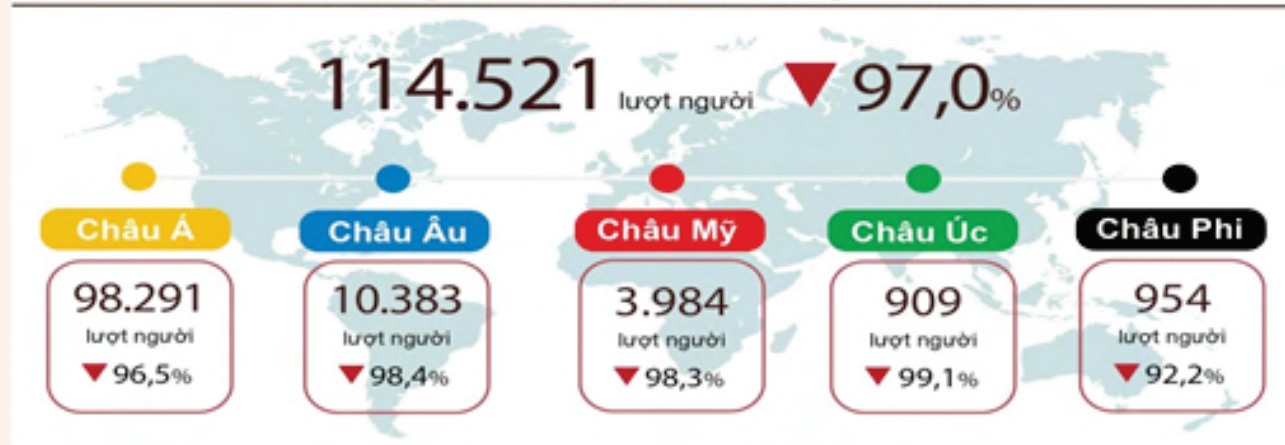 114.521 lượt người ▼ 97,0%
Châu Á
98.291
lượt người
▼ 96,5%
Châu Âu
10.383
lượt người
▼ 98,4%
Châu Mỹ
3.984
lượt người
▼ 98,3%
Châu Úc
909
lượt người
▼ 99,1%
Châu Phi
954
lượt người
▼ 92,2%